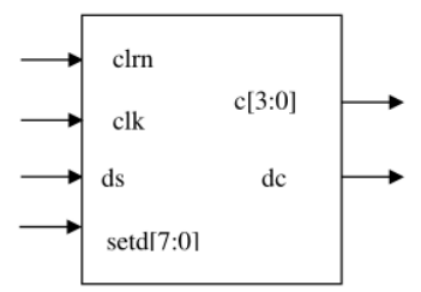 clrn
c[3:0]
clk
ds
dc
setd[7:0]